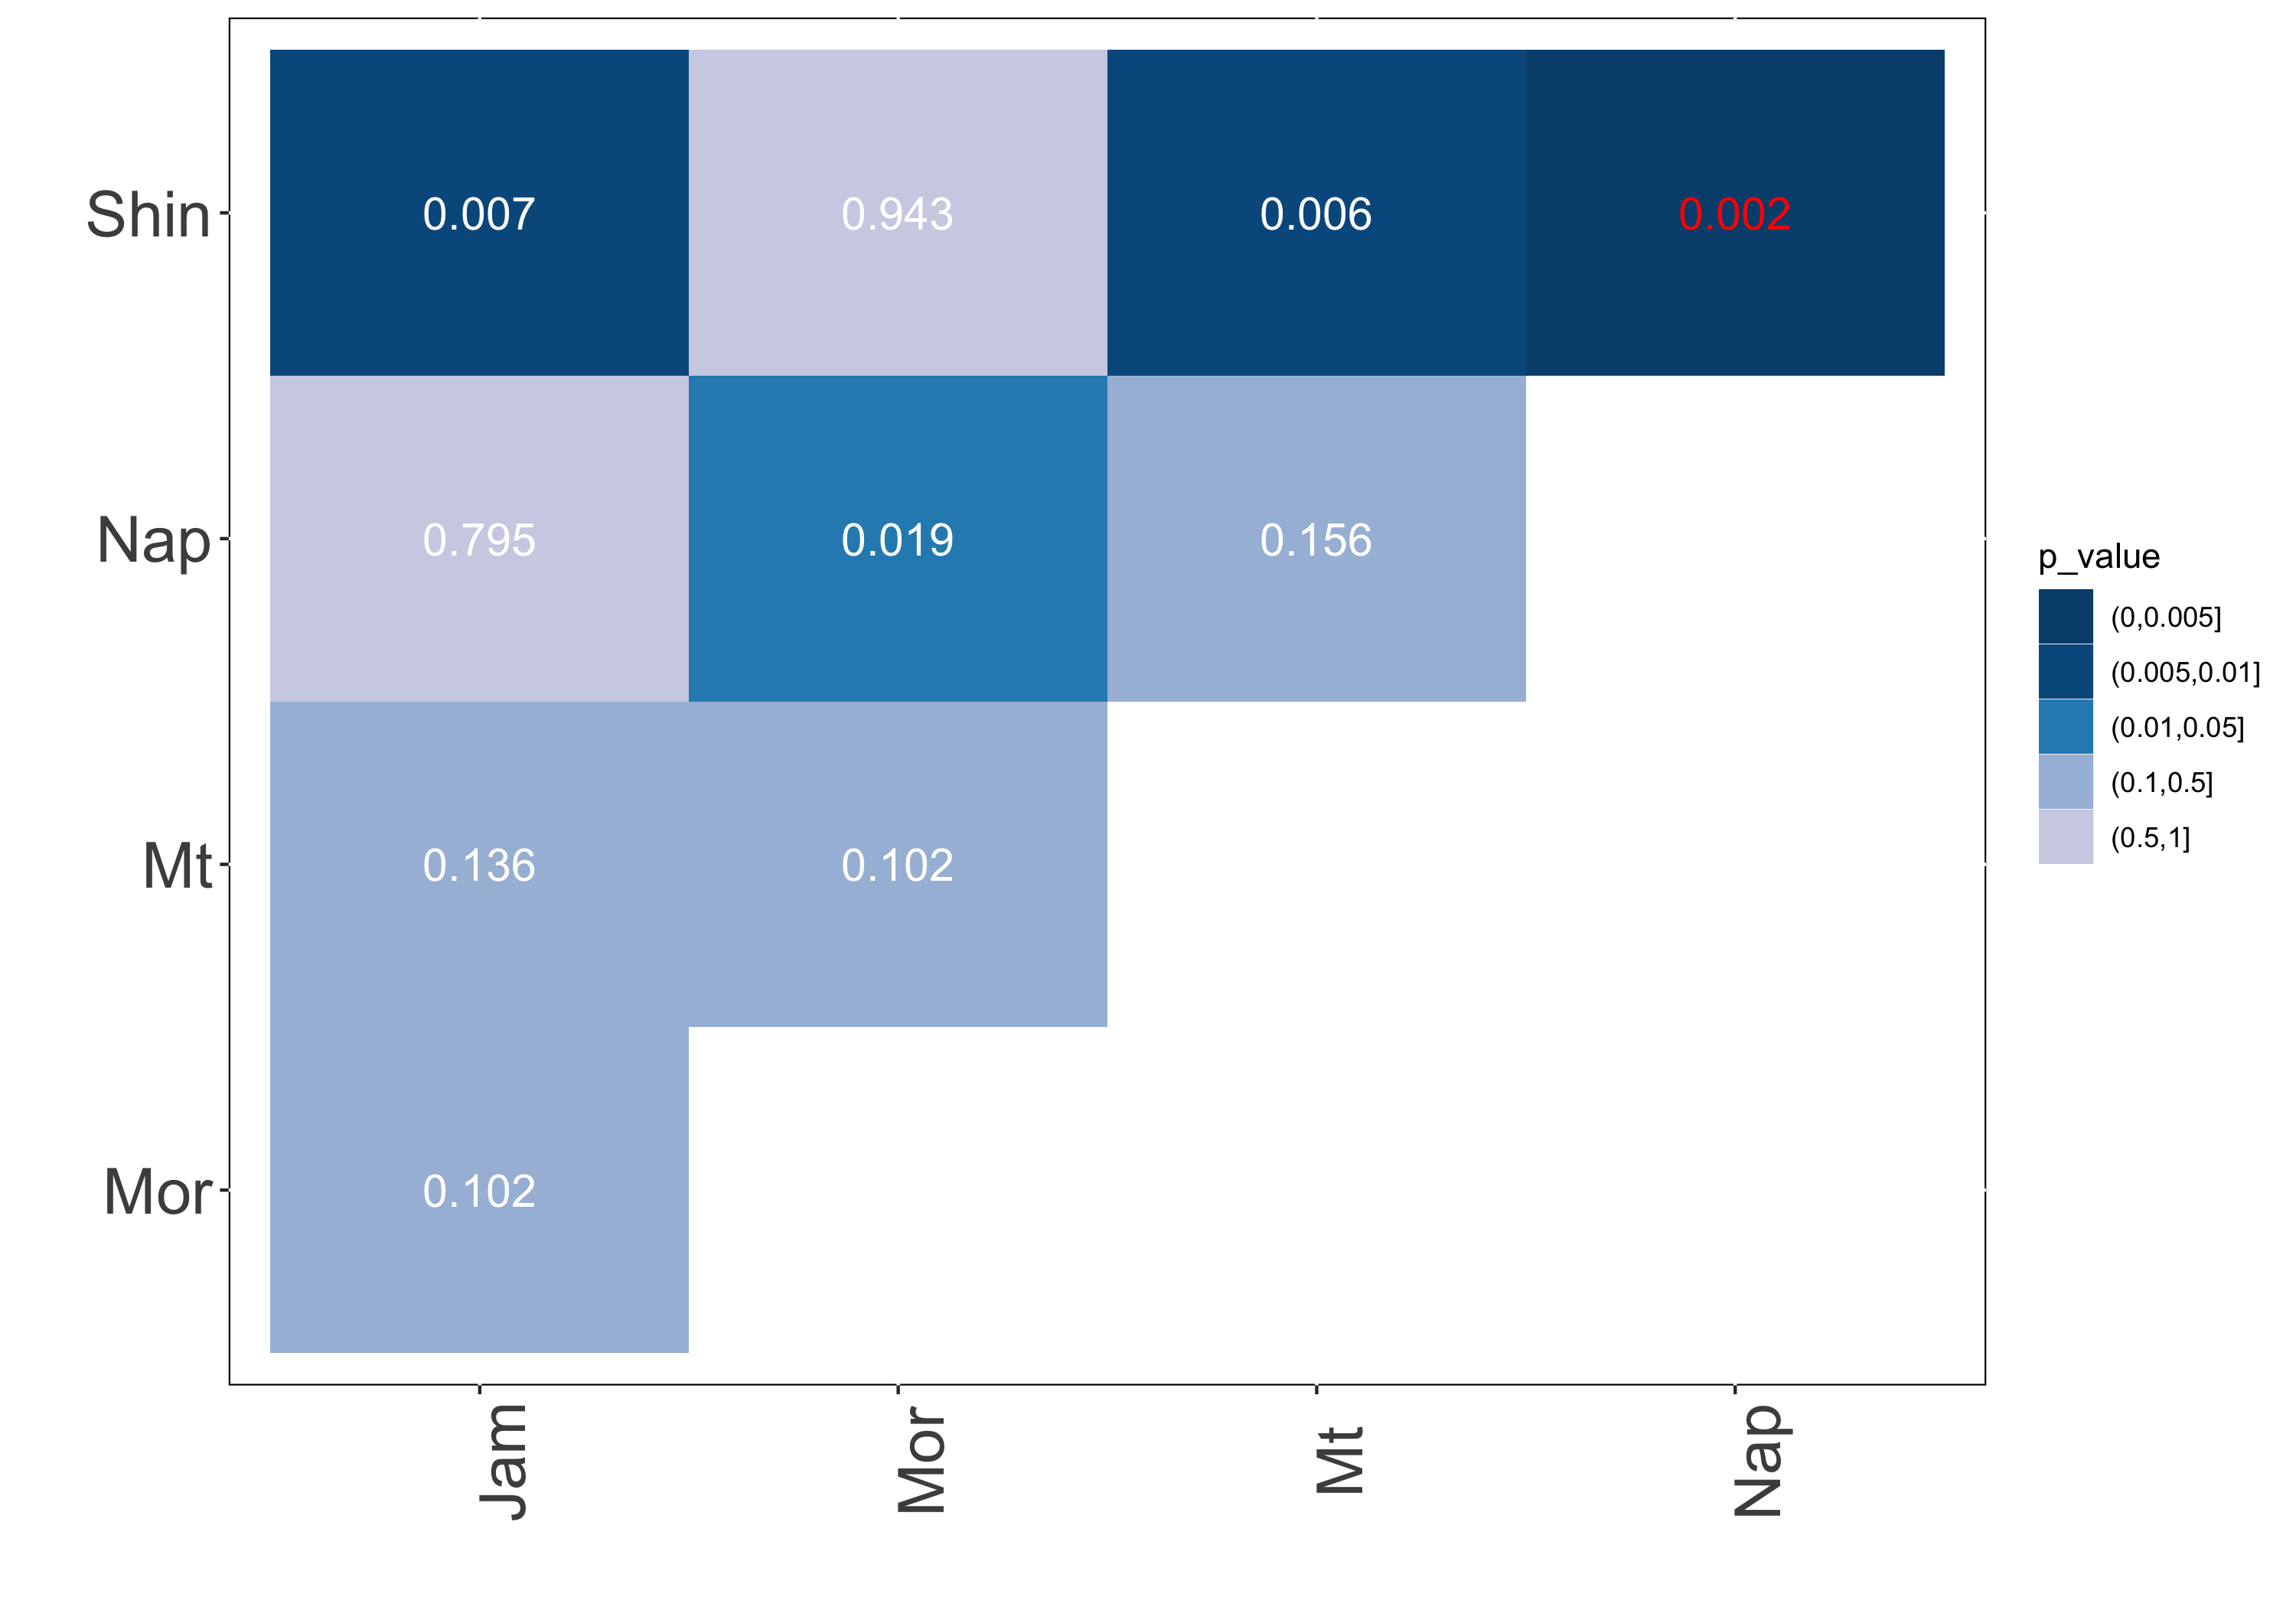 Shin 0.007 0.943 0.006 0.002
Nap 0.795 0.019 0.156
Mt 0.136 0.102
Mor 0.102
Jam Mor Mt Nap
p_value
(0,0.005]
(0.005,0.01]
(0.01,0.05]
(0.1,0.5]
(0.5,1]